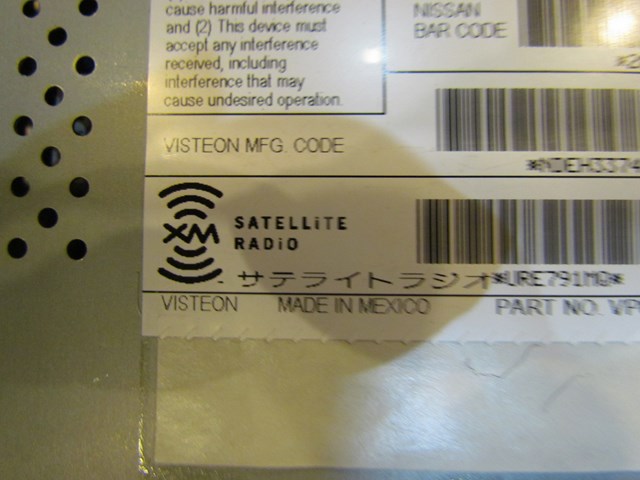 cause harmful interference
and (2) This device must
accept any interference
received, including
interference that may
cause undesired operation.
NISSAN
BAR CODE
VISTEON MFG. CODE
*NDEH3374
XM SATELLiTE
RADiO
サテライトラジオ*URE791MG*
VISTEON MADE IN MEXICO PART NO.